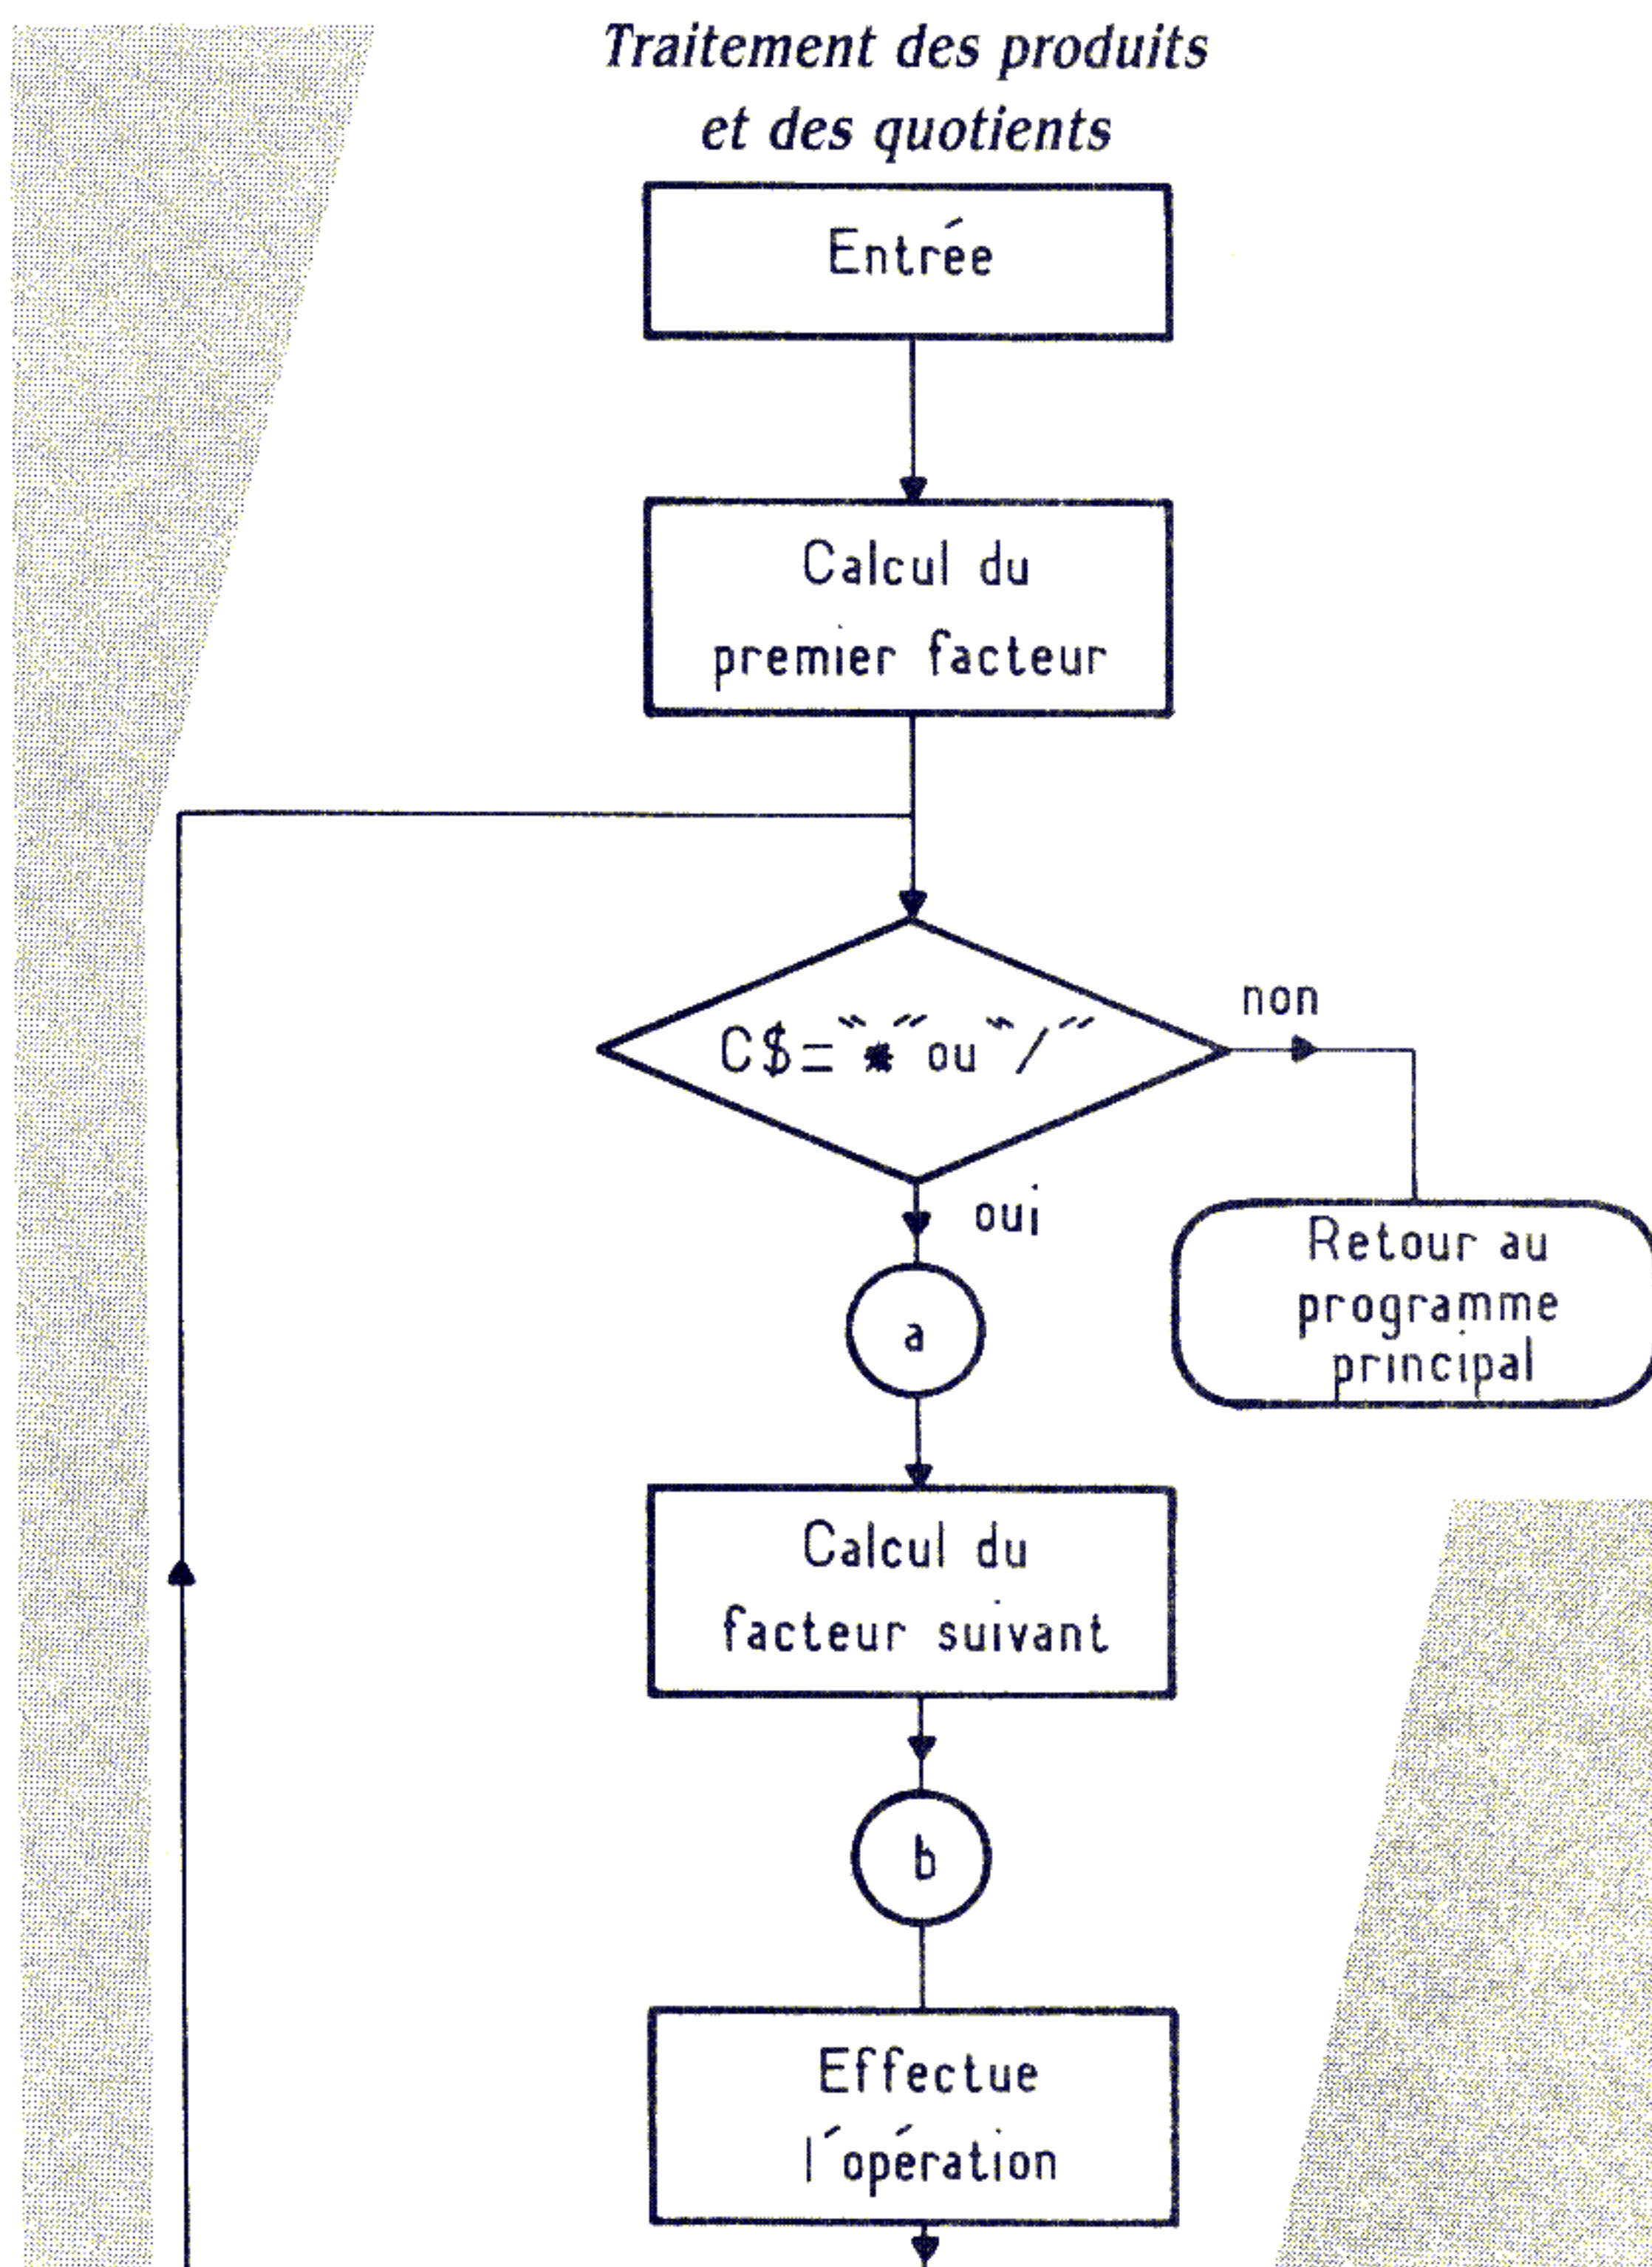 Traitement des produits
et des quotients
Entrée
Calcul du
premier facteur
C$="*"ou"/"
non
oui
Retour au
programme
principal
a
Calcul du
facteur suivant
b
Effectue
l'opération